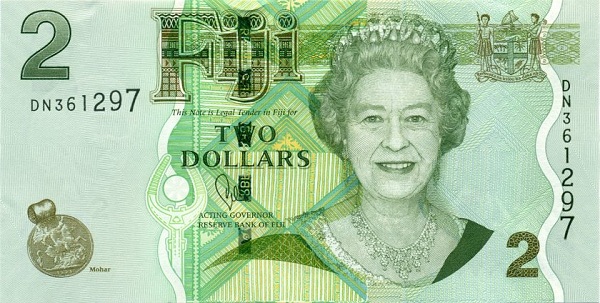 2
FIJI
DN361297
This Note is Legal Tender in Fiji for
TWO
DOLLARS
ACTING GOVERNOR
RESERVE BANK OF FIJI
Mohar
DN361297
2